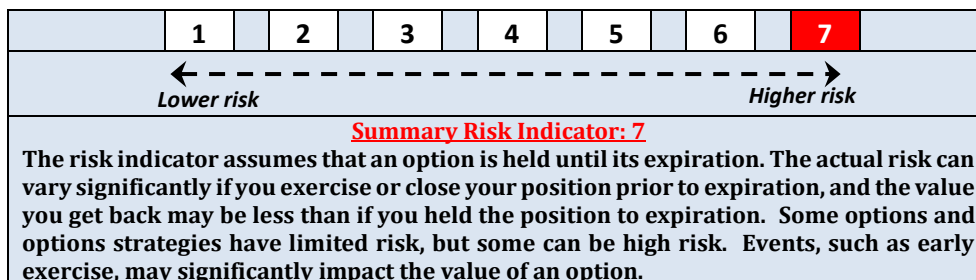 1 2 3 4 5 6 7
Lower risk Higher risk
Summary Risk Indicator: 7
The risk indicator assumes that an option is held until its expiration. The actual risk can
vary significantly if you exercise or close your position prior to expiration, and the value
you get back may be less than if you held the position to expiration. Some options and
options strategies have limited risk, but some can be high risk. Events, such as early
exercise, may significantly impact the value of an option.